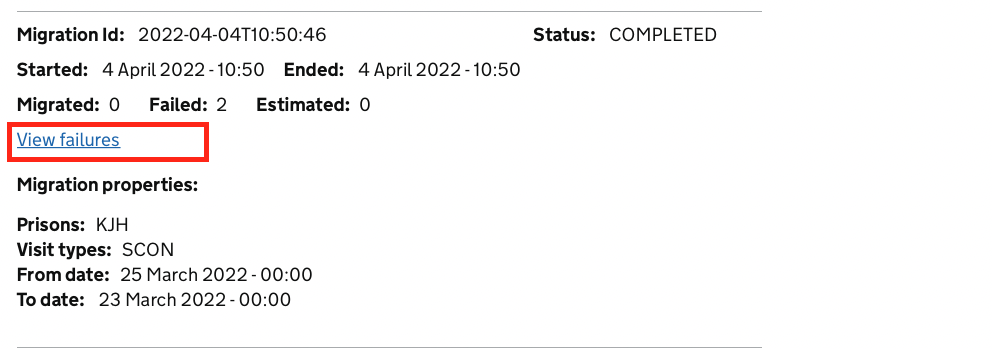 Migration Id: 2022-04-04T10:50:46 Status: COMPLETED
Started: 4 April 2022 - 10:50 Ended: 4 April 2022 - 10:50
Migrated: 0 Failed: 2 Estimated: 0
View failures
Migration properties:
Prisons: KJH
Visit types: SCON
From date: 25 March 2022 - 00:00
To date: 23 March 2022 - 00:00